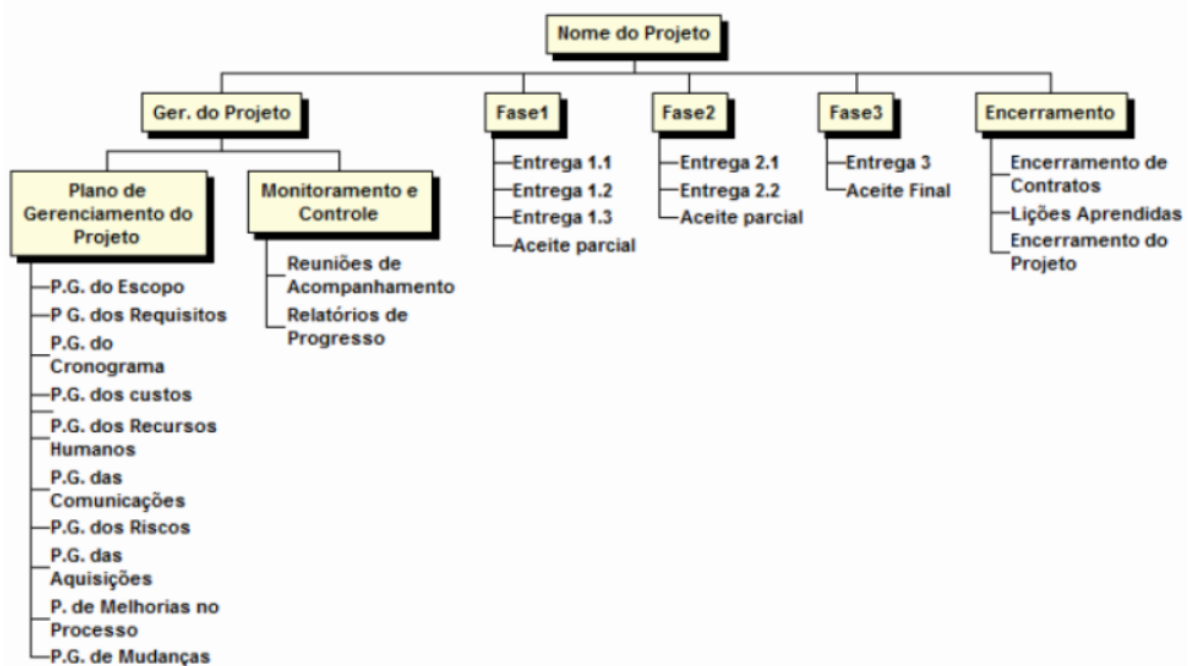 Nome do Projeto
Ger. do Projeto
Fase1
Fase2
Fase3
Encerramento
Plano de
Gerenciamento do
Projeto
Monitoramento e
Controle
P.G. do Escopo
P G. dos Requisitos
P.G. do
Cronograma
P.G. dos custos
P.G. dos Recursos
Humanos
P.G. das
Comunicações
P.G. dos Riscos
P.G. das
Aquisições
P. de Melhorias no
Processo
P.G. de Mudanças
Reuniões de
Acompanhamento
Relatórios de
Progresso
Entrega 1.1
Entrega 1.2
Entrega 1.3
Aceite parcial
Entrega 2.1
Entrega 2.2
Aceite parcial
Entrega 3
Aceite Final
Encerramento de
Contratos
Lições Aprendidas
Encerramento do
Projeto